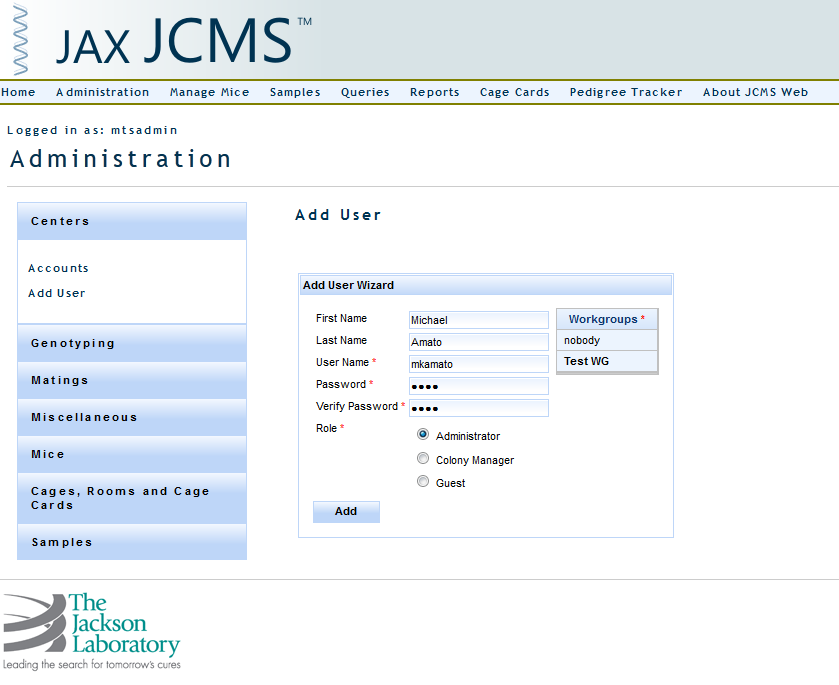 JAX JCMS™
Home Administration Manage Mice Samples Queries Reports Cage Cards Pedigree Tracker About JCMS Web
Logged in as: mtsadmin
Administration
Centers
Accounts
Add User
Genotyping
Matings
Miscellaneous
Mice
Cages, Rooms and Cage
Cards
Samples
Add User
Add User Wizard
First Name Michael
Last Name Amato
User Name * mkamato
Password * ●●●●
Verify Password * ●●●●
Role *
Administrator
Colony Manager
Guest
Workgroups *
nobody
Test WG
Add
The
Jackson
Laboratory
Leading the search for tomorrow's cures